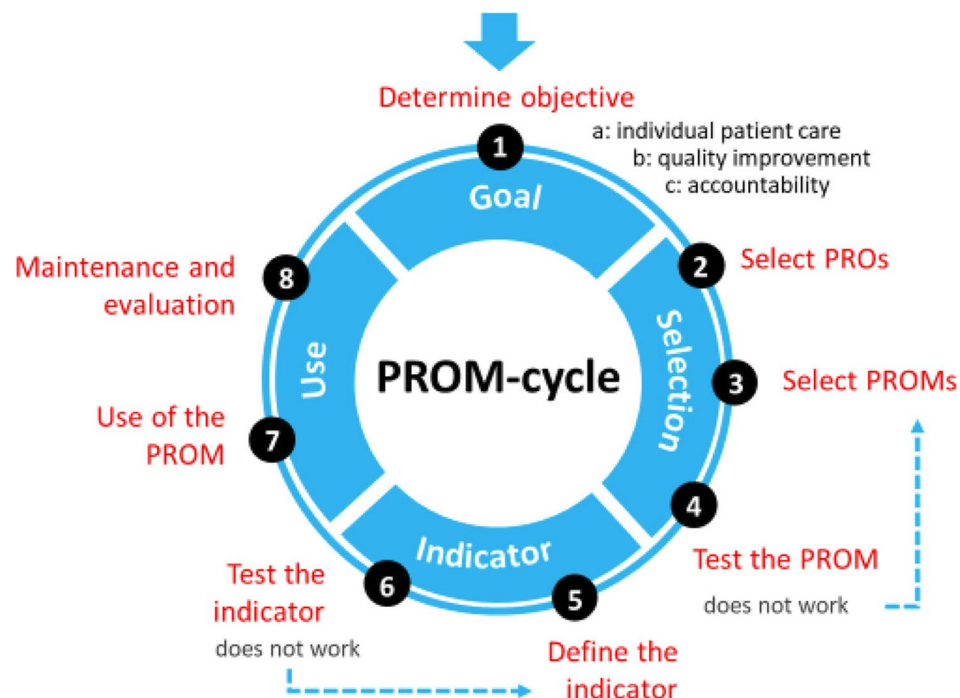 Determine objective
a: individual patient care
b: quality improvement
c: accountability
1
Goal
2
Select PROs
Selection
3
Select PROMs
4
Test the PROM
does not work
5
Define the
indicator
Indicator
6
Test the
indicator
does not work
7
Use of the
PROM
Use
8
Maintenance and
evaluation
PROM-cycle